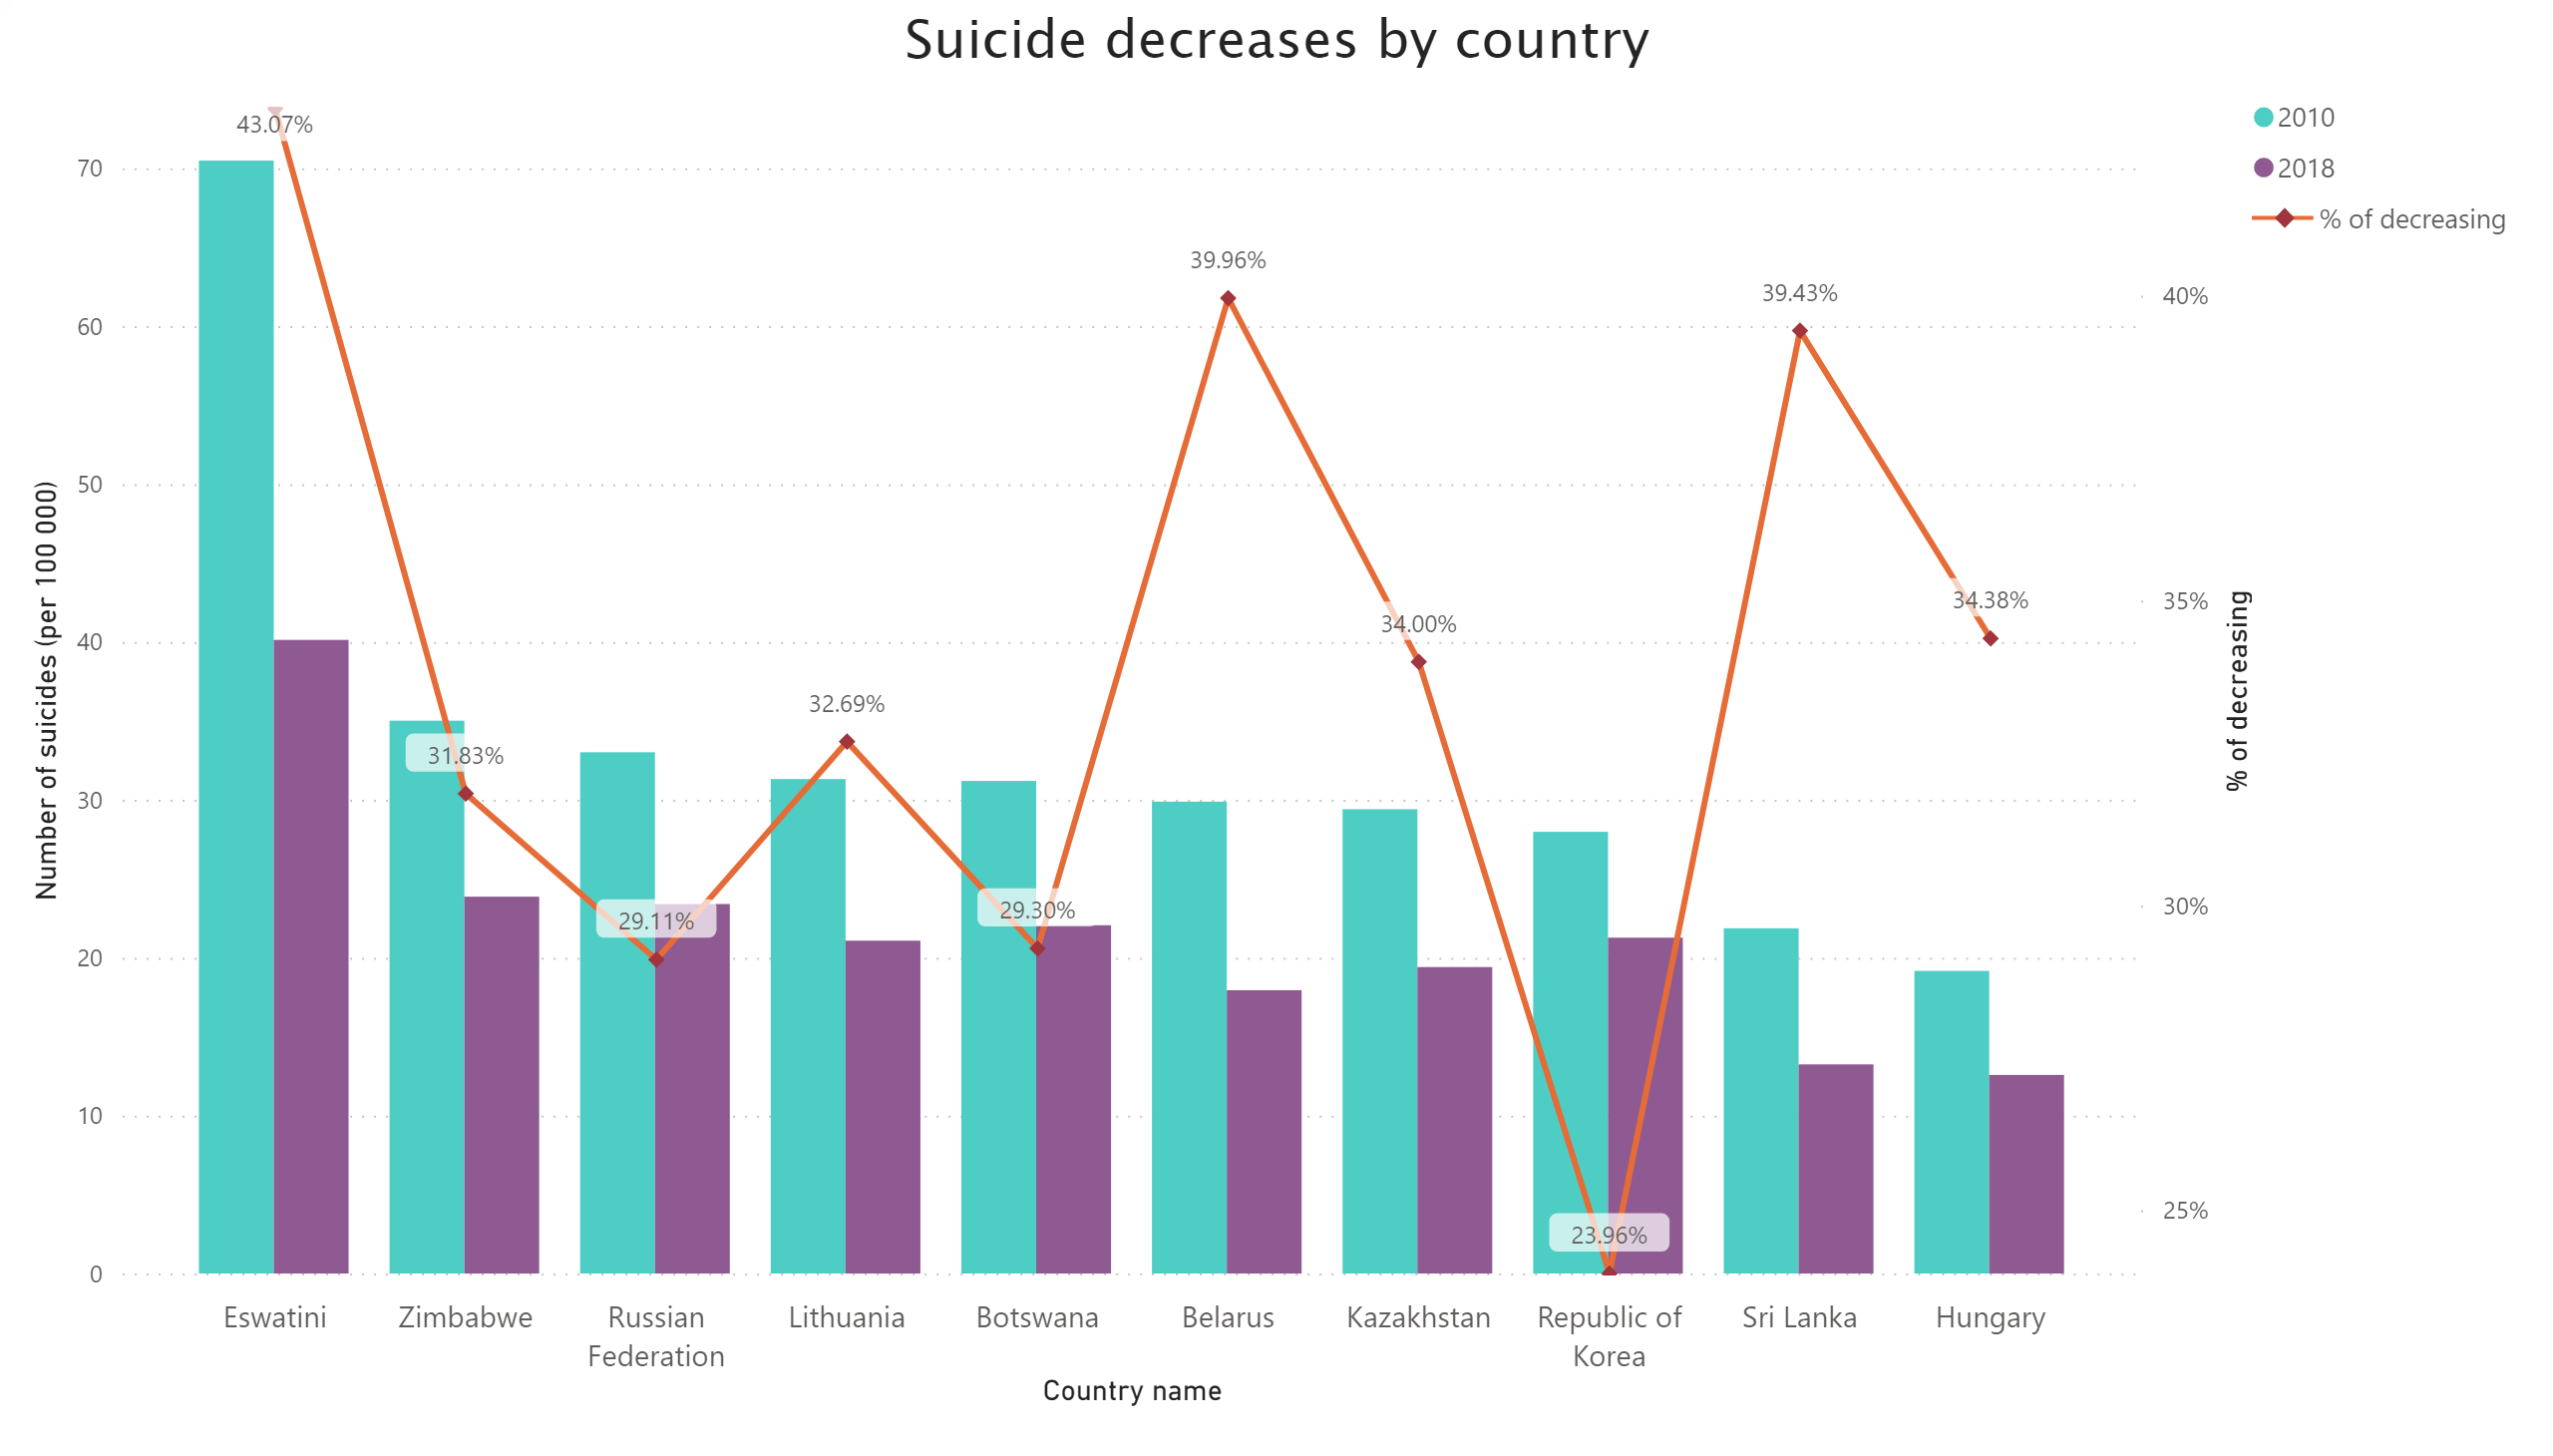 Suicide decreases by country
2010
2018
% of decreasing
Number of suicides (per 100 000)
70
60
50
40
30
20
10
0
43.07%
31.83%
29.11%
32.69%
29.30%
39.96%
34.00%
23.96%
39.43%
34.38%
40%
35%
30%
25%
% of decreasing
Eswatini
Zimbabwe
Russian
Federation
Lithuania
Botswana
Belarus
Kazakhstan
Republic of
Korea
Sri Lanka
Hungary
Country name